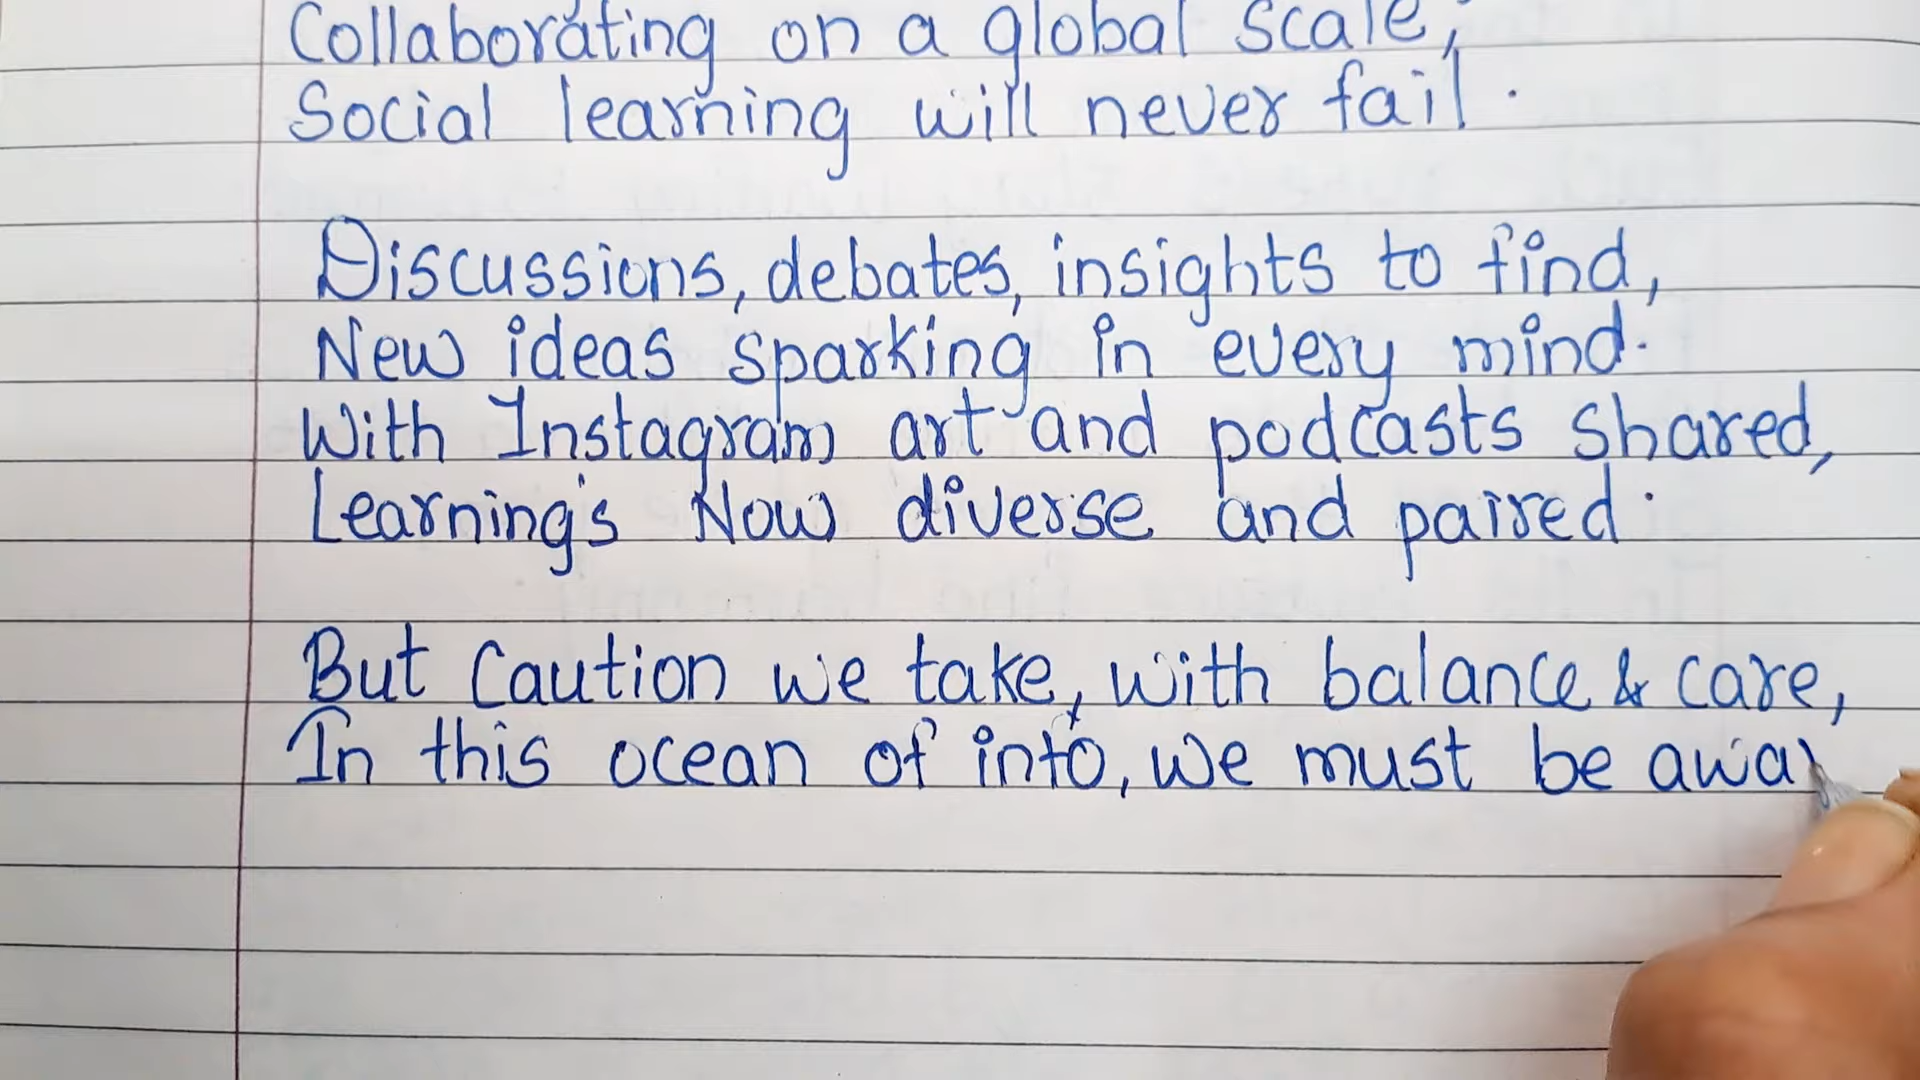 Collaborating on a global scale,
Social learning will never fail.
Discussions, debates, insights to find,
New ideas sparking in every mind.
With Instagram art and podcasts shared,
Learning's Now diverse and paired.
But Caution we take, with balance & care,
In this ocean of into, we must be awar